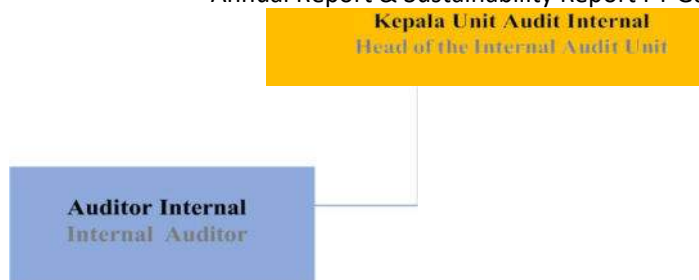 Annual Report & Sustainability Report PT
Kepala Unit Audit Internal
Head of the Internal Audit Unit
Auditor Internal
Internal Auditor